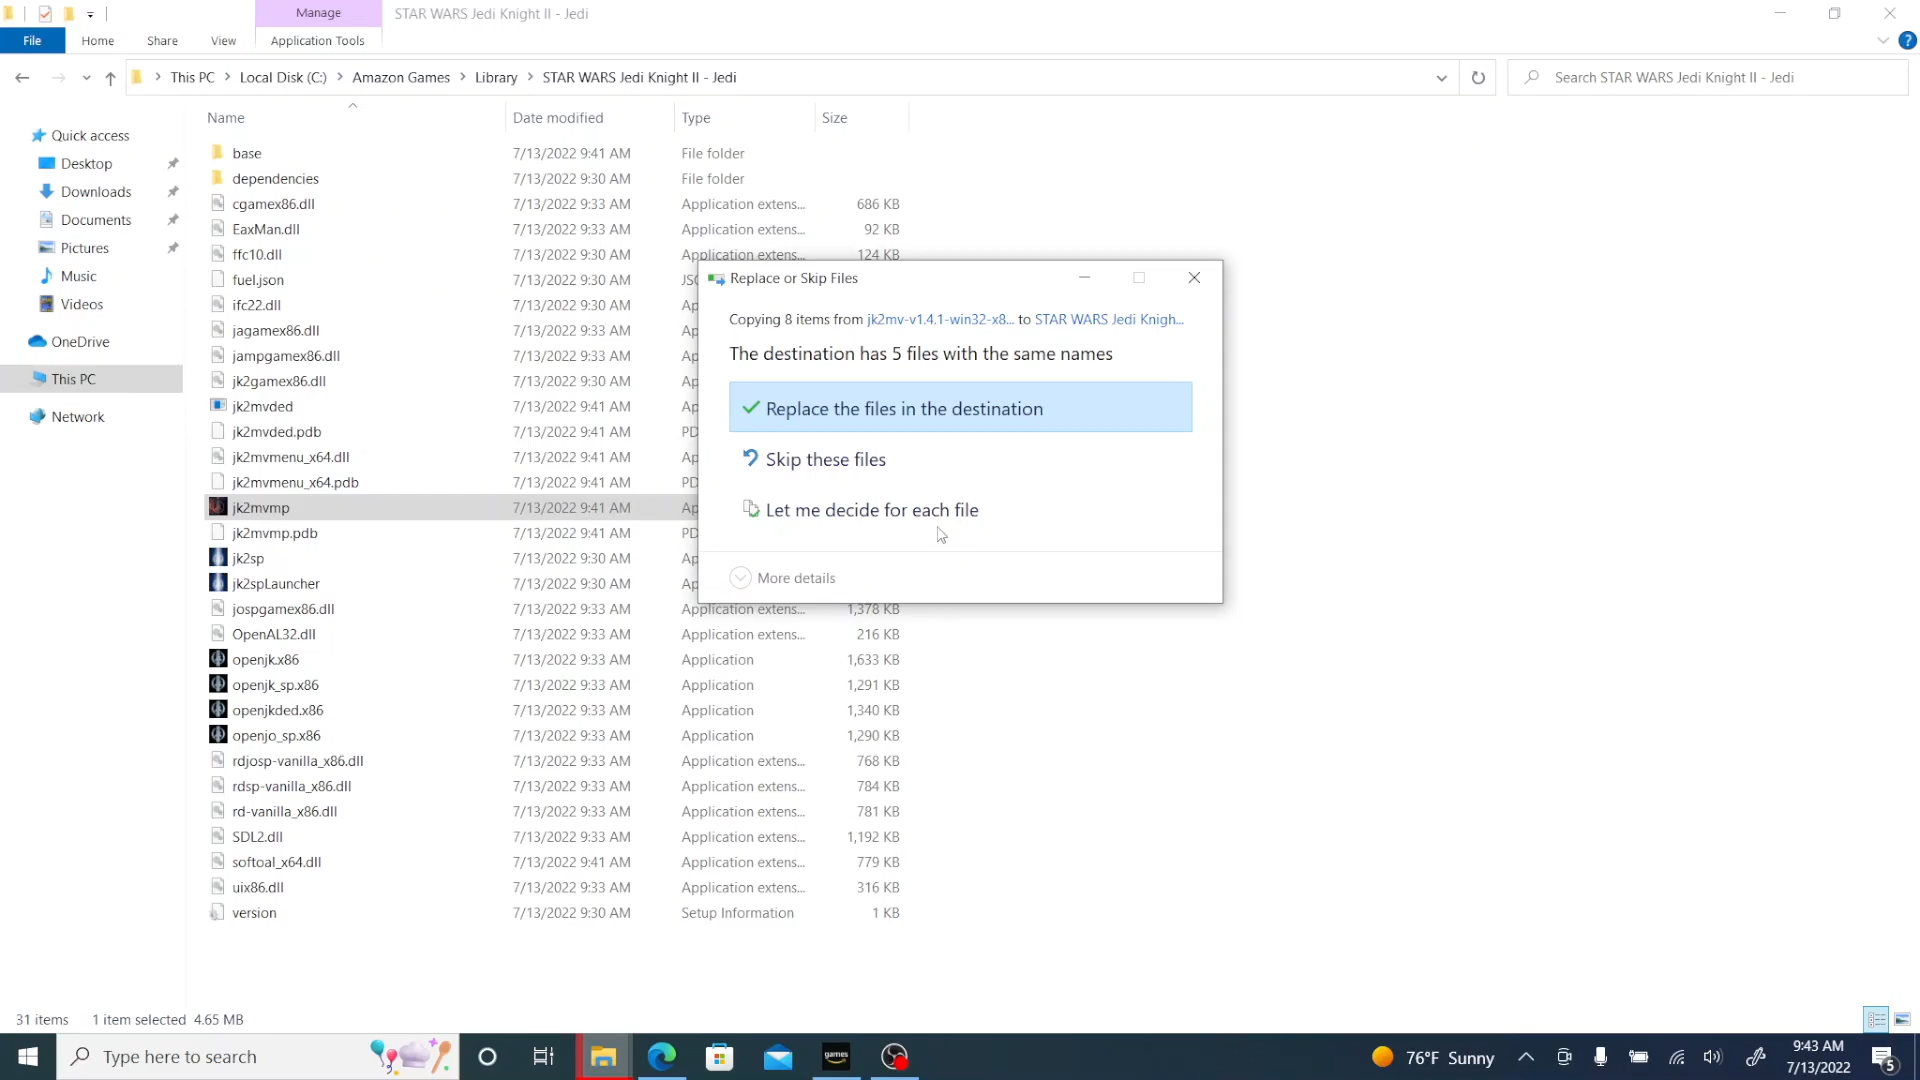 Manage
STAR WARS Jedi Knight II - Jedi
File Home Share View Application Tools
This PC Local Disk (C:) Amazon Games Library STAR WARS Jedi Knight II - Jedi
Search STAR WARS Jedi Knight II - Jedi
Name Date modified Type Size
Quick access
Desktop
Downloads
Documents
Pictures
Music
Videos
OneDrive
This PC
Network
base 7/13/2022 9:41 AM File folder
dependencies 7/13/2022 9:30 AM File folder
cgamex86.dll 7/13/2022 9:33 AM Application extens... 686 KB
EaxMan.dll 7/13/2022 9:33 AM Application extens... 92 KB
ffc10.dll 7/13/2022 9:30 AM Application extens... 124 KB
fuel.json 7/13/2022 9:30 AM JSC
ifc22.dll 7/13/2022 9:30 AM Ap
jagamex86.dll 7/13/2022 9:33 AM Ap
jampgamex86.dll 7/13/2022 9:33 AM Ap
jk2gamex86.dll 7/13/2022 9:30 AM Ap
jk2mvded 7/13/2022 9:41 AM Ap
jk2mvded.pdb 7/13/2022 9:41 AM PD
jk2mvmenu_x64.dll 7/13/2022 9:41 AM Ap
jk2mvmenu_x64.pdb 7/13/2022 9:41 AM PD
jk2mvmp 7/13/2022 9:41 AM Ap
jk2mvmp.pdb 7/13/2022 9:41 AM PD
jk2sp 7/13/2022 9:30 AM Ap
jk2spLauncher 7/13/2022 9:30 AM Ap
jospgamex86.dll 7/13/2022 9:33 AM Application extens... 1,378 KB
OpenAL32.dll 7/13/2022 9:33 AM Application extens... 216 KB
openjk.x86 7/13/2022 9:33 AM Application 1,633 KB
openjk_sp.x86 7/13/2022 9:33 AM Application 1,291 KB
openjkded.x86 7/13/2022 9:33 AM Application 1,340 KB
openjo_sp.x86 7/13/2022 9:33 AM Application 1,290 KB
rdjosp-vanilla_x86.dll 7/13/2022 9:33 AM Application extens... 768 KB
rdsp-vanilla_x86.dll 7/13/2022 9:33 AM Application extens... 784 KB
rd-vanilla_x86.dll 7/13/2022 9:33 AM Application extens... 781 KB
SDL2.dll 7/13/2022 9:33 AM Application extens... 1,192 KB
softoal_x64.dll 7/13/2022 9:41 AM Application extens... 779 KB
uix86.dll 7/13/2022 9:33 AM Application extens... 316 KB
version 7/13/2022 9:30 AM Setup Information 1 KB
Replace or Skip Files
Copying 8 items from jk2mv-v1.4.1-win32-x8... to STAR WARS Jedi Knigh...
The destination has 5 files with the same names
Replace the files in the destination
Skip these files
Let me decide for each file
More details
31 items 1 item selected 4.65 MB
Type here to search
games
76°F Sunny
9:43 AM
7/13/2022
5